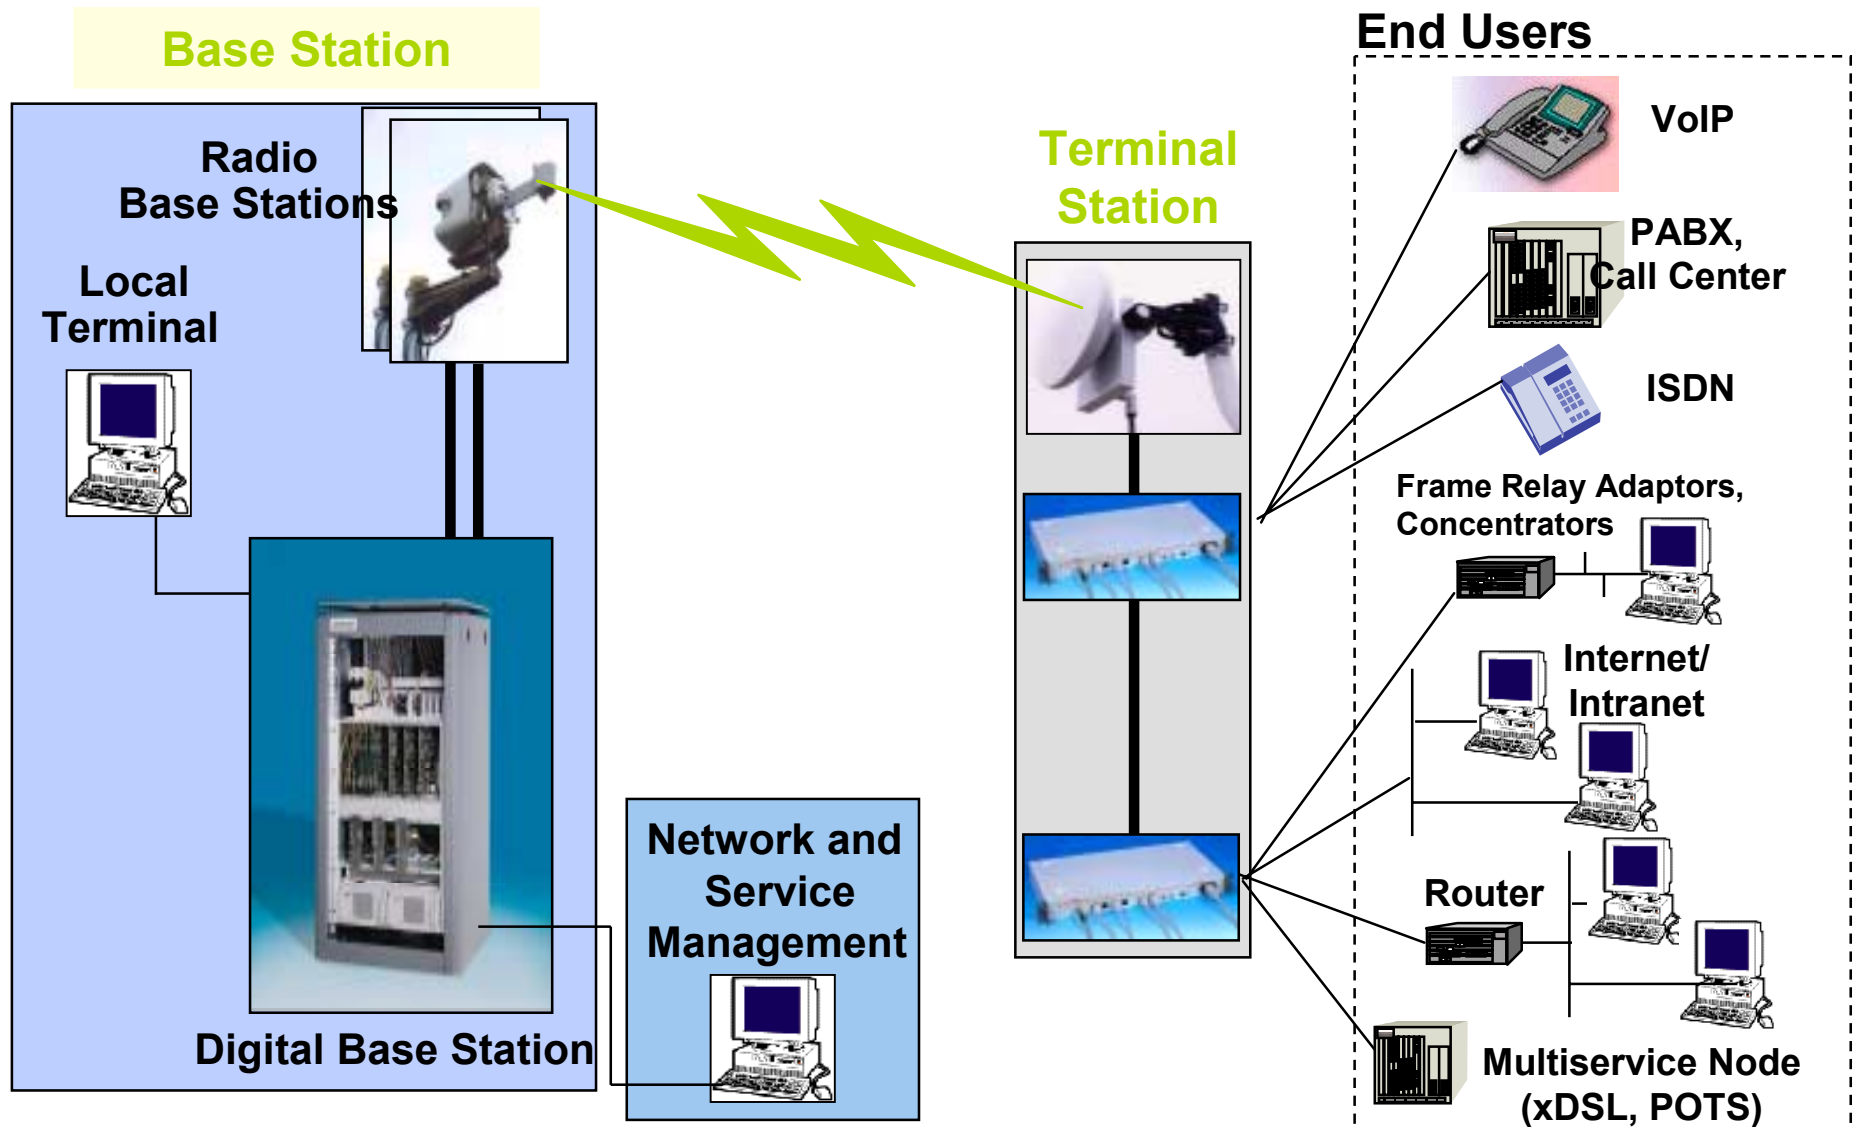 Base Station
Radio
Base Stations
Local
Terminal
Digital Base Station
Network and
Service
Management
Terminal
Station
End Users
VoIP
PABX,
Call Center
ISDN
Frame Relay Adaptors,
Concentrators
Internet/
Intranet
Router
Multiservice Node
(xDSL, POTS)